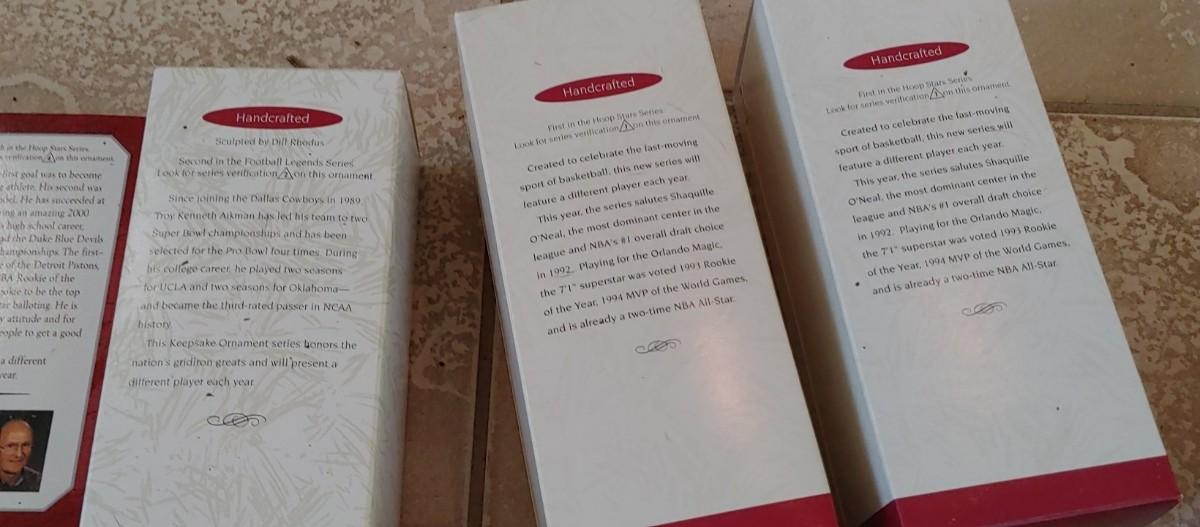 in the Hoop Stars Series
verification 4 on this ornament.
first goal was to become
athlete. His second was
He has succeeded at
ing an amazing 2000
high school career,
the Duke Blue Devils
championships. The first-
of the Detroit Pistons,
NBA Rookie of the
rookie to be the top
balloting. He is
attitude and for
people to get a good
a different
year.
Handcrafted
Sculpted by Dill Rhodus
Second in the Football Legends Series
Look for series verification 2 on this ornament.
Since joining the Dallas Cowboys in 1989,
Troy Kenneth Aikman has led his team to two
Super Bowl championships and has been
selected for the Pro Bowl four times. During
his college career, he played two seasons
for UCLA and two seasons for Oklahoma—
and became the third-rated passer in NCAA
history.
This Keepsake Ornament series honors the
nation's gridiron greats and will present a
different player each year.
Handcrafted
First in the Hoop Stars Series
Look for series verification 1 on this ornament.
Created to celebrate the fast-moving
sport of basketball, this new series will
feature a different player each year.
This year, the series salutes Shaquille
O'Neal, the most dominant center in the
league and NBA's #1 overall draft choice
in 1992. Playing for the Orlando Magic,
the 7'1" superstar was voted 1993 Rookie
of the Year, 1994 MVP of the World Games,
and is already a two-time NBA All-Star.
Handcrafted
First in the Hoop Stars Series
Look for series verification 1 on this ornament.
Created to celebrate the fast-moving
sport of basketball, this new series will
feature a different player each year.
This year, the series salutes Shaquille
O'Neal, the most dominant center in the
league and NBA's #1 overall draft choice
in 1992. Playing for the Orlando Magic,
the 7'1" superstar was voted 1993 Rookie
of the Year, 1994 MVP of the World Games,
and is already a two-time NBA All-Star.